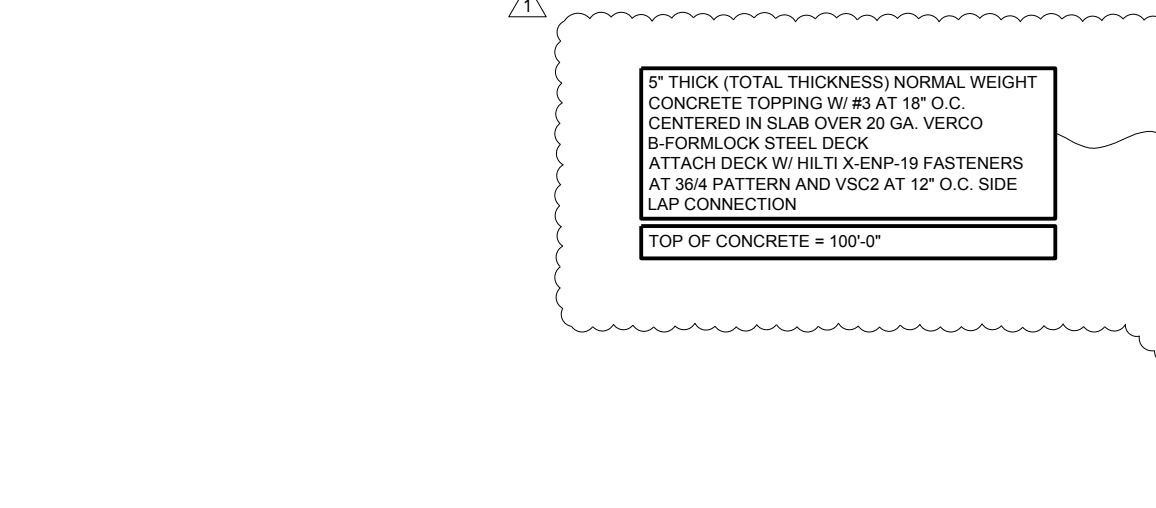 1
5" THICK (TOTAL THICKNESS) NORMAL WEIGHT
CONCRETE TOPPING W/ #3 AT 18" O.C.
CENTERED IN SLAB OVER 20 GA. VERCO
B-FORMLOCK STEEL DECK
ATTACH DECK W/ HILTI X-ENP-19 FASTENERS
AT 36/4 PATTERN AND VSC2 AT 12" O.C. SIDE
LAP CONNECTION
TOP OF CONCRETE = 100'-0"